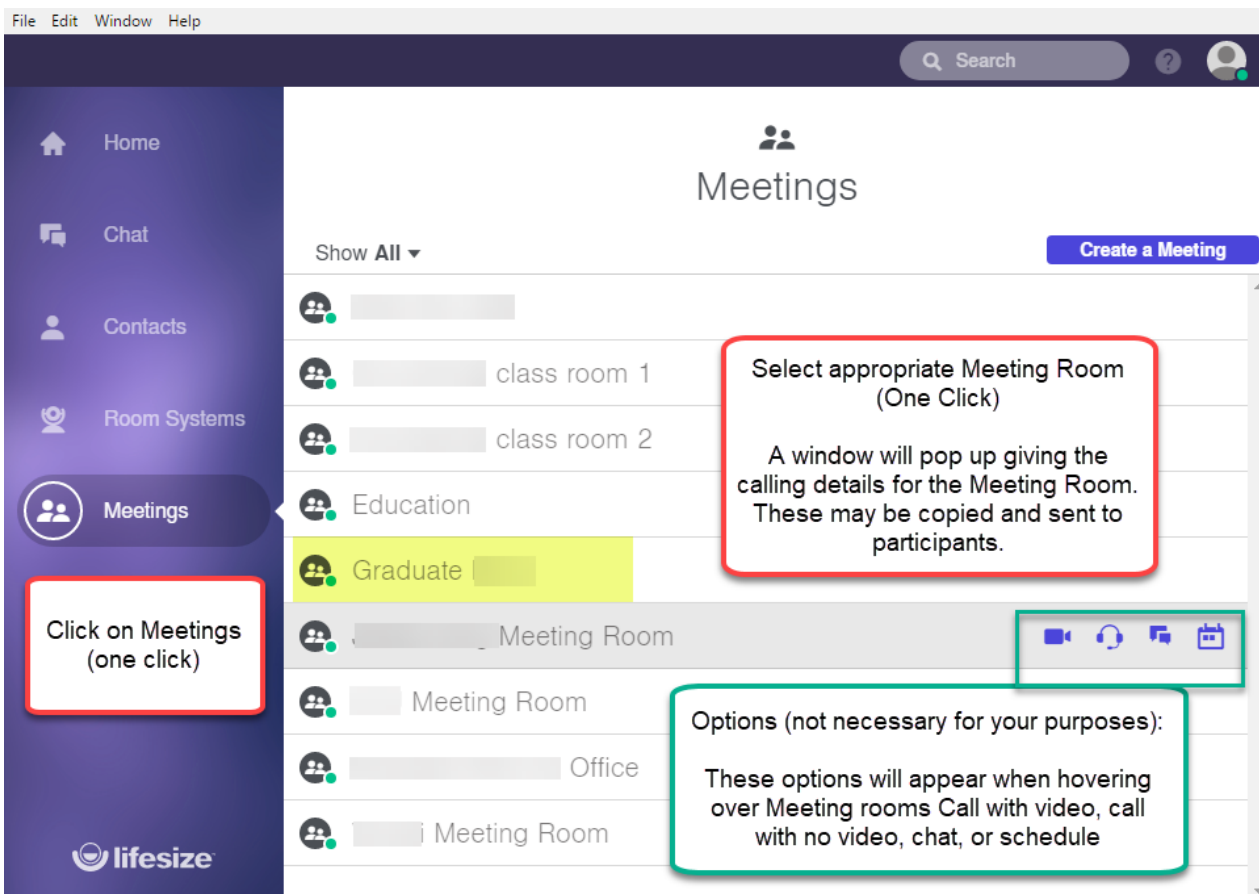 File Edit Window Help
Search
?
Home
Meetings
Chat
Show All
Create a Meeting
Contacts
class room 1
Select appropriate Meeting Room
(One Click)
A window will pop up giving the
calling details for the Meeting Room.
These may be copied and sent to
participants.
Room Systems
class room 2
Meetings
Education
Graduate
Click on Meetings
(one click)
Meeting Room
Meeting Room
Options (not necessary for your purposes):
These options will appear when hovering
over Meeting rooms Call with video, call
with no video, chat, or schedule
Office
Meeting Room
lifesize